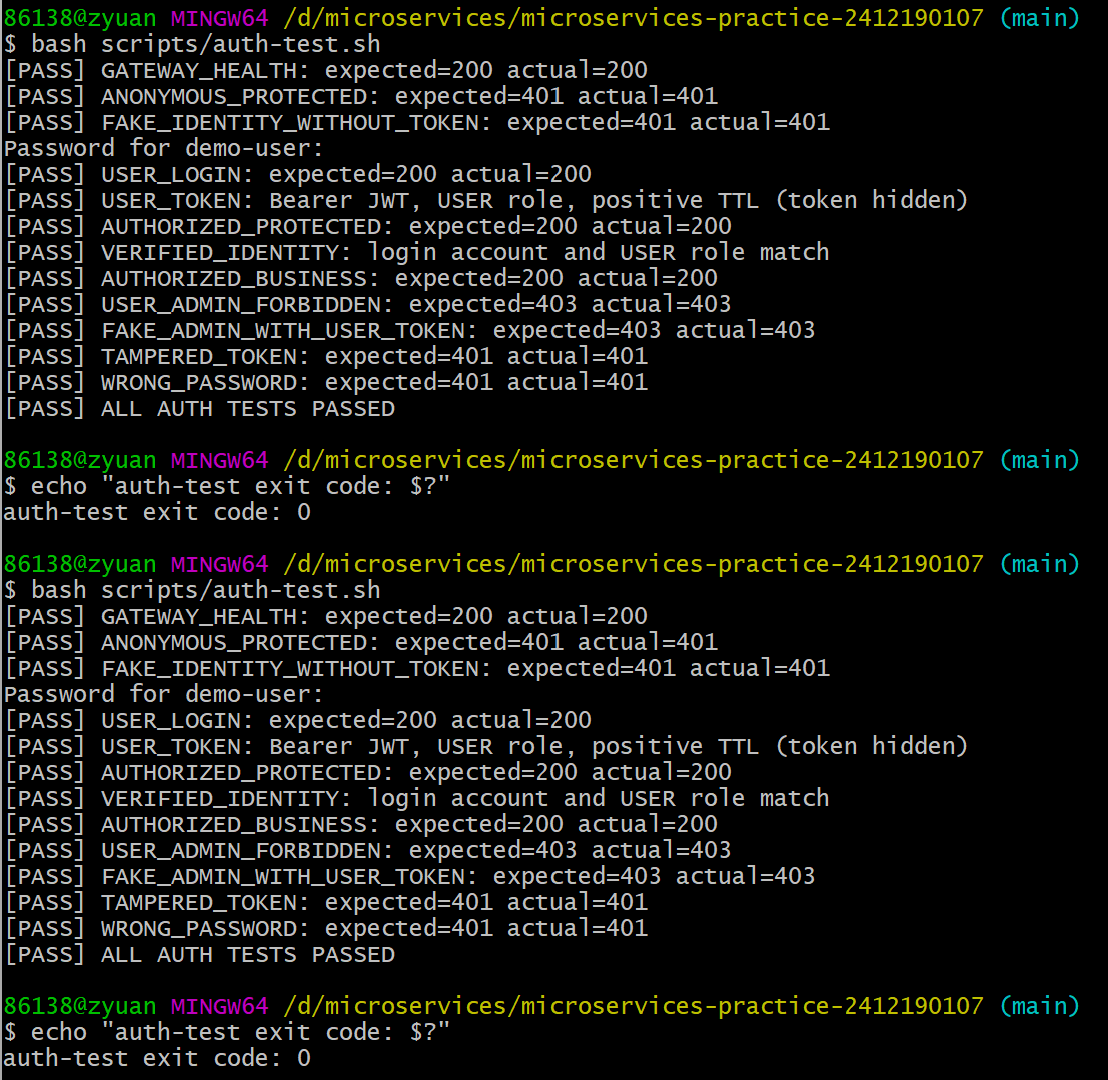 86138@zyuan MINGW64 /d/microservices/microservices-practice-2412190107 (main)
$ bash scripts/auth-test.sh
[PASS] GATEWAY_HEALTH: expected=200 actual=200
[PASS] ANONYMOUS_PROTECTED: expected=401 actual=401
[PASS] FAKE_IDENTITY_WITHOUT_TOKEN: expected=401 actual=401
Password for demo-user:
[PASS] USER_LOGIN: expected=200 actual=200
[PASS] USER_TOKEN: Bearer JWT, USER role, positive TTL (token hidden)
[PASS] AUTHORIZED_PROTECTED: expected=200 actual=200
[PASS] VERIFIED_IDENTITY: login account and USER role match
[PASS] AUTHORIZED_BUSINESS: expected=200 actual=200
[PASS] USER_ADMIN_FORBIDDEN: expected=403 actual=403
[PASS] FAKE_ADMIN_WITH_USER_TOKEN: expected=403 actual=403
[PASS] TAMPERED_TOKEN: expected=401 actual=401
[PASS] WRONG_PASSWORD: expected=401 actual=401
[PASS] ALL AUTH TESTS PASSED
86138@zyuan MINGW64 /d/microservices/microservices-practice-2412190107 (main)
$ echo "auth-test exit code: $?"
auth-test exit code: 0
86138@zyuan MINGW64 /d/microservices/microservices-practice-2412190107 (main)
$ bash scripts/auth-test.sh
[PASS] GATEWAY_HEALTH: expected=200 actual=200
[PASS] ANONYMOUS_PROTECTED: expected=401 actual=401
[PASS] FAKE_IDENTITY_WITHOUT_TOKEN: expected=401 actual=401
Password for demo-user:
[PASS] USER_LOGIN: expected=200 actual=200
[PASS] USER_TOKEN: Bearer JWT, USER role, positive TTL (token hidden)
[PASS] AUTHORIZED_PROTECTED: expected=200 actual=200
[PASS] VERIFIED_IDENTITY: login account and USER role match
[PASS] AUTHORIZED_BUSINESS: expected=200 actual=200
[PASS] USER_ADMIN_FORBIDDEN: expected=403 actual=403
[PASS] FAKE_ADMIN_WITH_USER_TOKEN: expected=403 actual=403
[PASS] TAMPERED_TOKEN: expected=401 actual=401
[PASS] WRONG_PASSWORD: expected=401 actual=401
[PASS] ALL AUTH TESTS PASSED
86138@zyuan MINGW64 /d/microservices/microservices-practice-2412190107 (main)
$ echo "auth-test exit code: $?"
auth-test exit code: 0